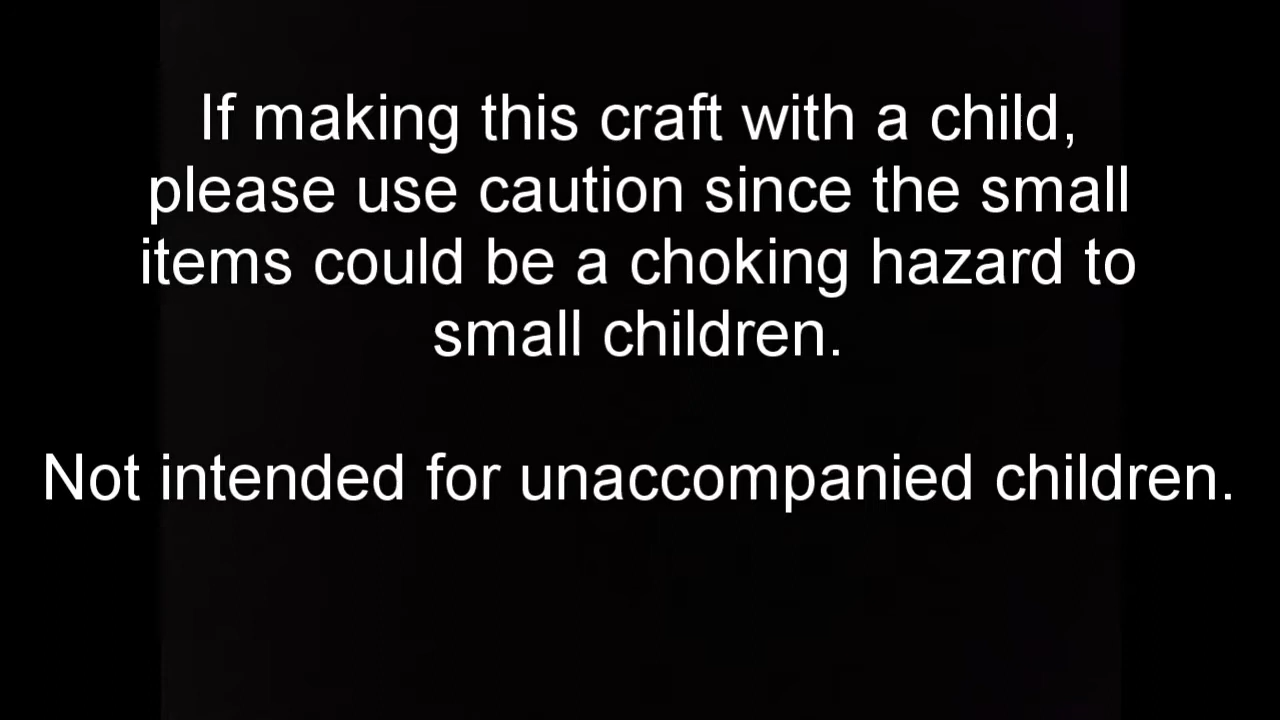 If making this craft with a child,
please use caution since the small
items could be a choking hazard to
small children.
Not intended for unaccompanied children.